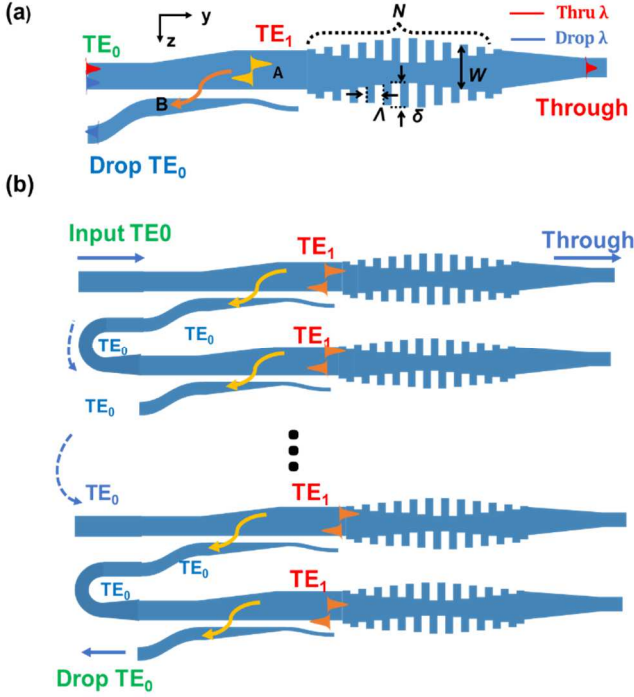 (a)
y
z
N
Thru λ
Drop λ
TE0
TE1
A
W
B
Λ
δ
Through
Drop TE0
(b)
Input TE0
TE1
Through
TE0
TE0
TE1
TE0
TE0
TE1
TE0
TE0
TE1
Drop TE0